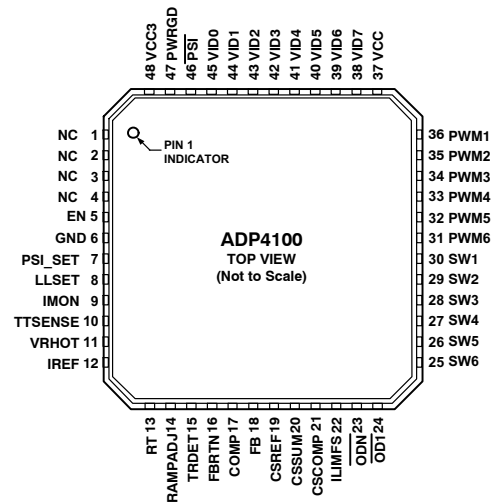 48 VCC3
47 PWRGD
46 PSI
45 VID0
44 VID1
43 VID2
42 VID3
41 VID4
40 VID5
39 VID6
38 VID7
37 VCC
NC 1
NC 2
NC 3
NC 4
EN 5
GND 6
PSI_SET 7
LLSET 8
IMON 9
TTSENSE 10
VRHOT 11
IREF 12
PIN 1
INDICATOR
ADP4100
TOP VIEW
(Not to Scale)
36 PWM1
35 PWM2
34 PWM3
33 PWM4
32 PWM5
31 PWM6
30 SW1
29 SW2
28 SW3
27 SW4
26 SW5
25 SW6
RT 13
RAMPADJ 14
TRDET 15
FBRTN 16
COMP 17
FB 18
CSREF 19
CSSUM 20
CSCOMP 21
ILIMFS 22
ODN 23
OD1 24